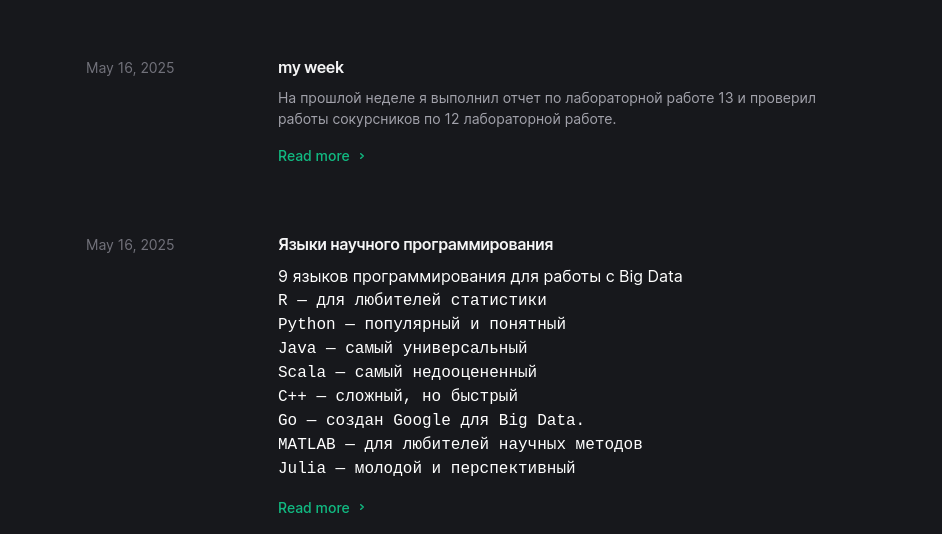 May 16, 2025
my week
На прошлой неделе я выполнил отчет по лабораторной работе 13 и проверил
работы сокурсников по 12 лабораторной работе.
Read more ›
May 16, 2025
Языки научного программирования
9 языков программирования для работы с Big Data
R — для любителей статистики
Python — популярный и понятный
Java — самый универсальный
Scala — самый недооцененный
C++ — сложный, но быстрый
Go — создан Google для Big Data.
MATLAB — для любителей научных методов
Julia — молодой и перспективный
Read more ›